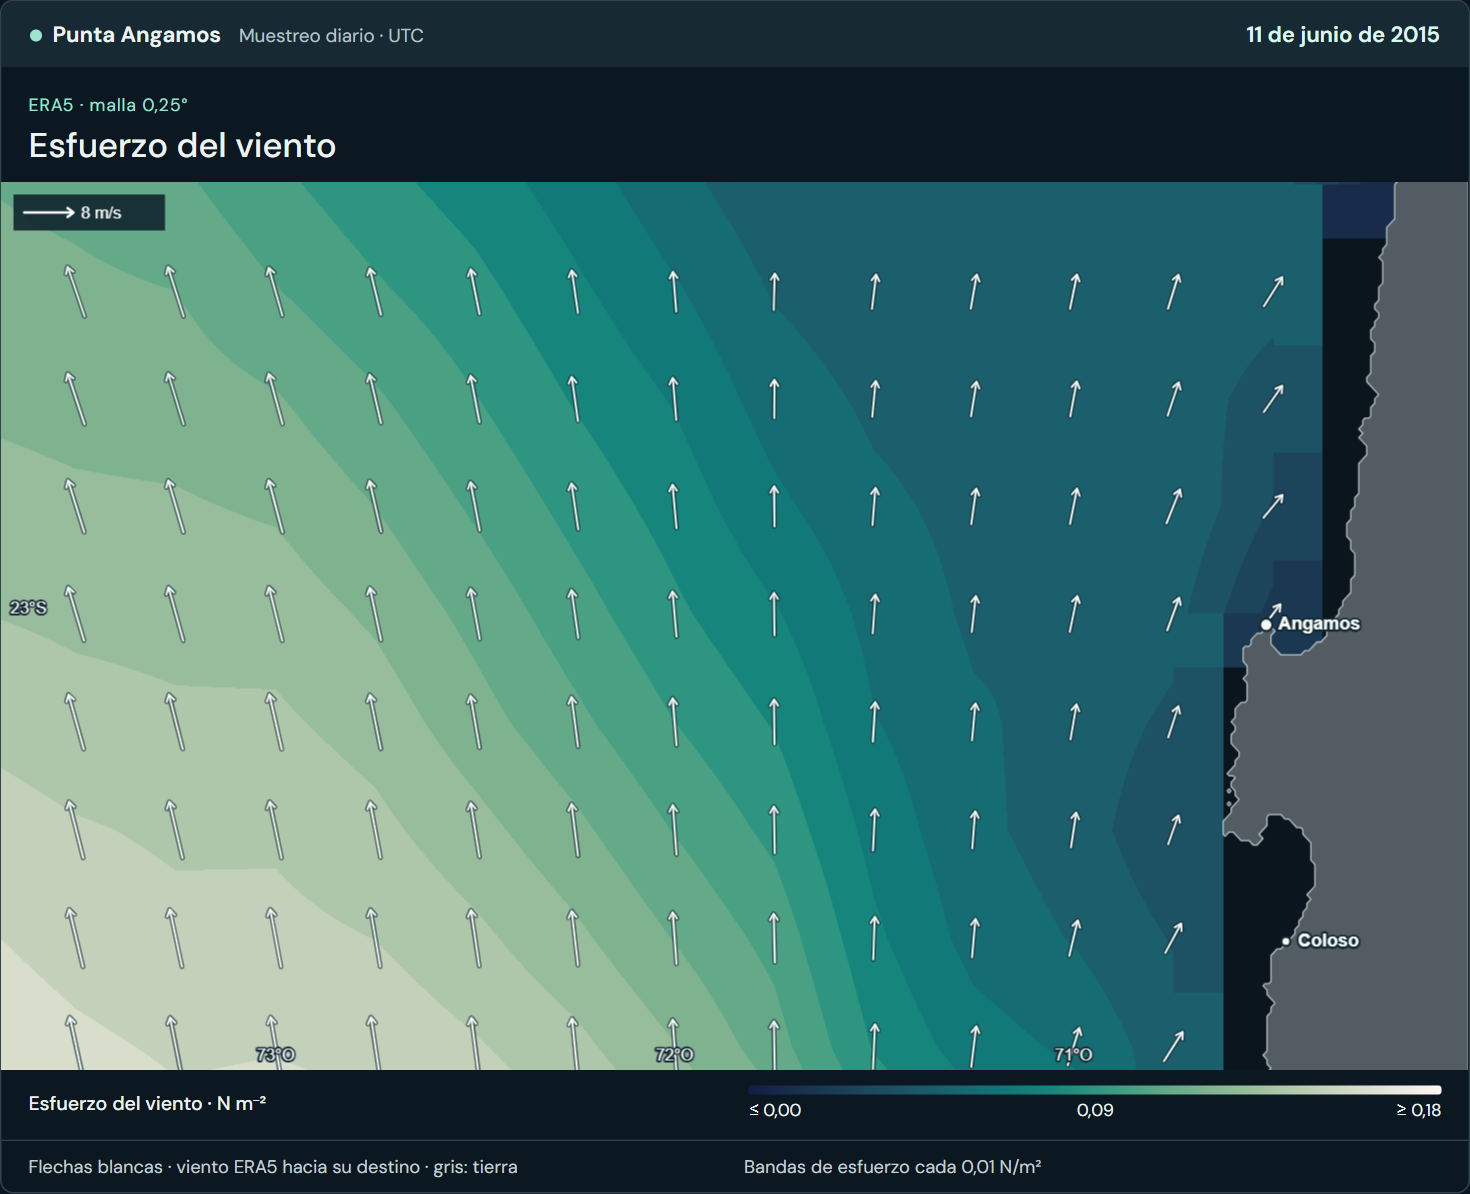 Punta Angamos Muestreo diario · UTC 11 de junio de 2015
ERA5 · malla 0,25°
Esfuerzo del viento
8 m/s
23°S
Angamos
Coloso
73°O 72°O 71°O
Esfuerzo del viento · N m⁻²
≤ 0,00 0,09 ≥ 0,18
Flechas blancas · viento ERA5 hacia su destino · gris: tierra Bandas de esfuerzo cada 0,01 N/m²